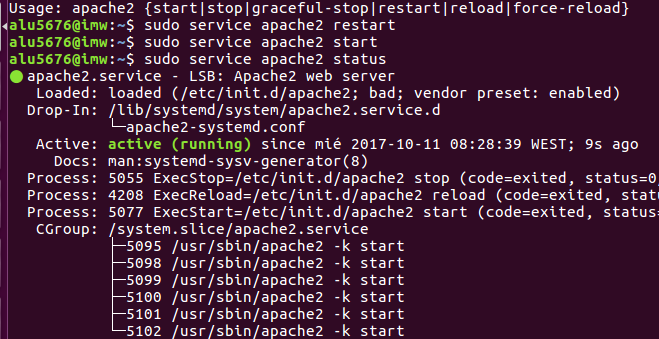 Usage: apache2 {start|stop|graceful-stop|restart|reload|force-reload}
alu5676@imw:~$ sudo service apache2 restart
alu5676@imw:~$ sudo service apache2 start
alu5676@imw:~$ sudo service apache2 status
● apache2.service - LSB: Apache2 web server
   Loaded: loaded (/etc/init.d/apache2; bad; vendor preset: enabled)
  Drop-In: /lib/systemd/system/apache2.service.d
           └─apache2-systemd.conf
   Active: active (running) since mié 2017-10-11 08:28:39 WEST; 9s ago
     Docs: man:systemd-sysv-generator(8)
  Process: 5055 ExecStop=/etc/init.d/apache2 stop (code=exited, status=0
  Process: 4208 ExecReload=/etc/init.d/apache2 reload (code=exited, statu
  Process: 5077 ExecStart=/etc/init.d/apache2 start (code=exited, status=
   CGroup: /system.slice/apache2.service
           ├─5095 /usr/sbin/apache2 -k start
           ├─5098 /usr/sbin/apache2 -k start
           ├─5099 /usr/sbin/apache2 -k start
           ├─5100 /usr/sbin/apache2 -k start
           ├─5101 /usr/sbin/apache2 -k start
           └─5102 /usr/sbin/apache2 -k start